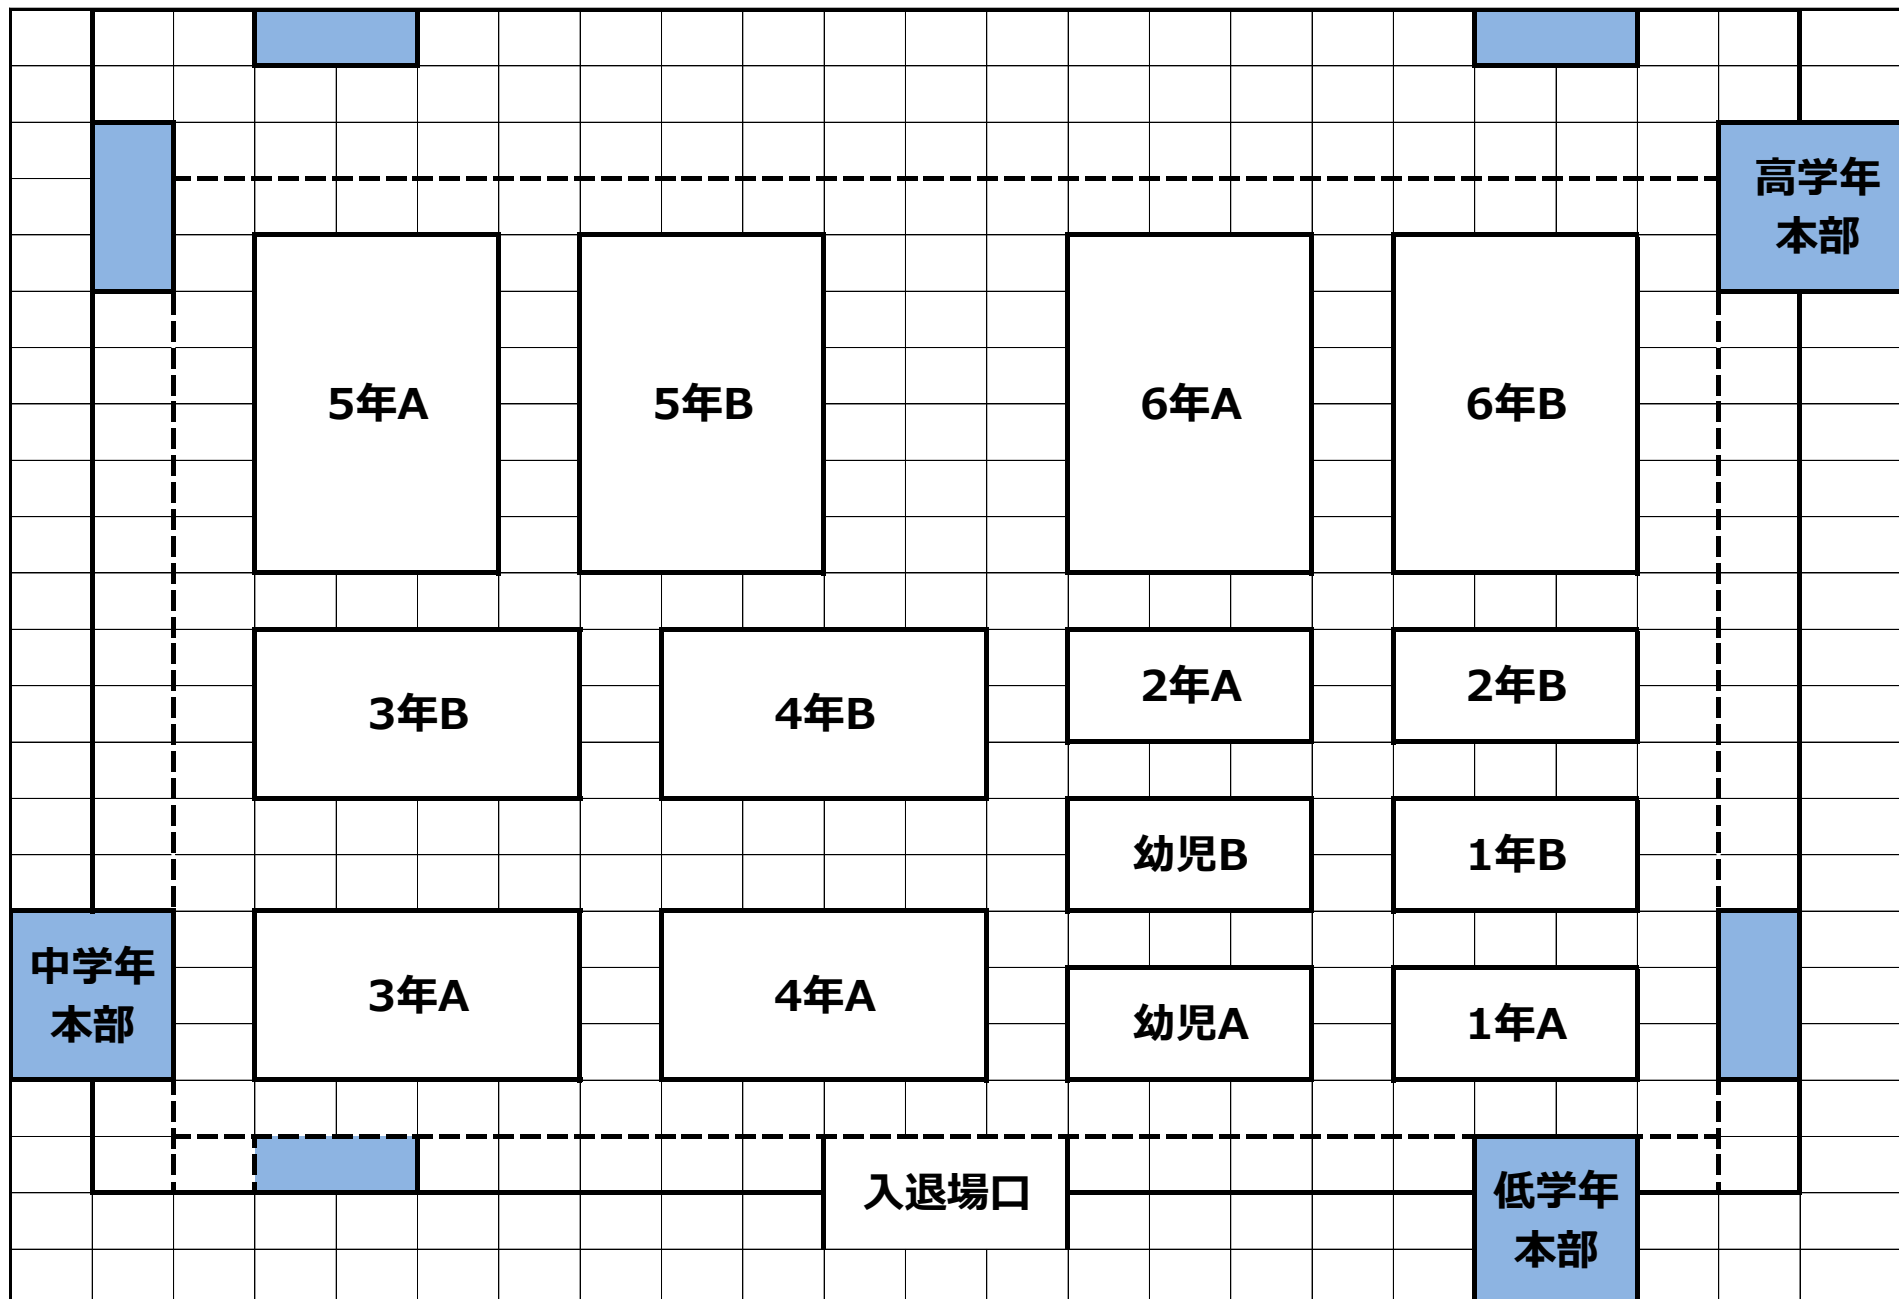 高学年
本部
5年A
5年B
6年A
6年B
3年B
4年B
2年A
2年B
幼児B
1年B
中学年
本部
3年A
4年A
幼児A
1年A
入退場口
低学年
本部